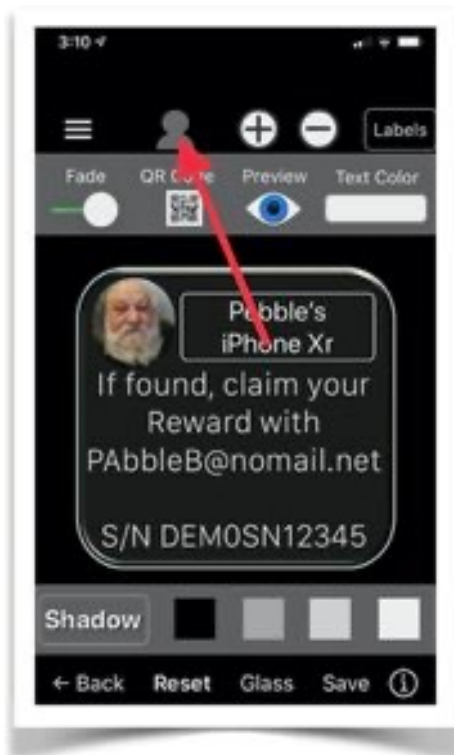 3:10
Labels
Fade QR Code Preview Text Color
Pebble's
iPhone Xr
If found, claim your
Reward with
PAbbleB@nomail.net
S/N DEM0SN12345
Shadow
← Back Reset Glass Save